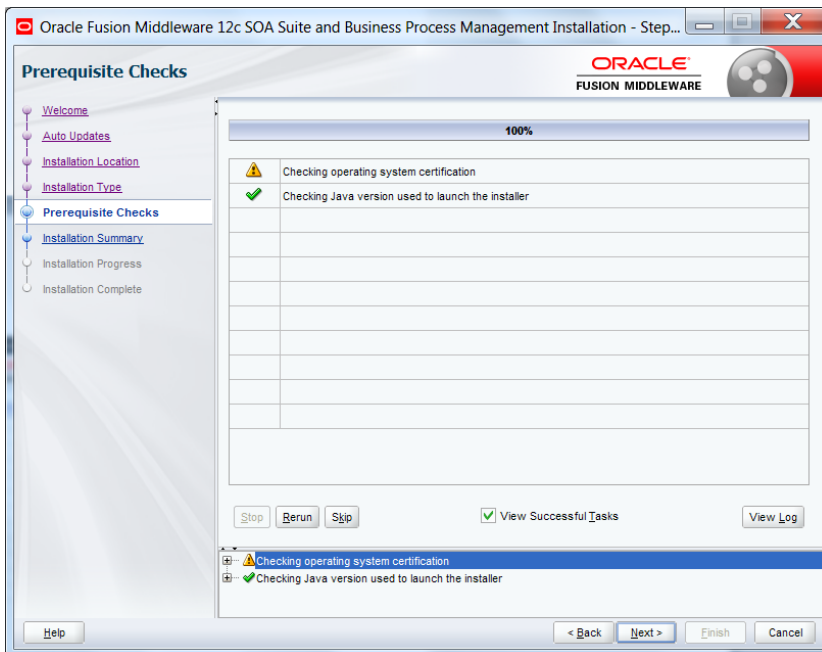 Oracle Fusion Middleware 12c SOA Suite and Business Process Management Installation - Step...
Prerequisite Checks
ORACLE
FUSION MIDDLEWARE
Welcome
Auto Updates
Installation Location
Installation Type
Prerequisite Checks
Installation Summary
Installation Progress
Installation Complete
100%
Checking operating system certification
Checking Java version used to launch the installer
Stop Rerun Skip View Successful Tasks View Log
Checking operating system certification
Checking Java version used to launch the installer
Help < Back Next > Finish Cancel